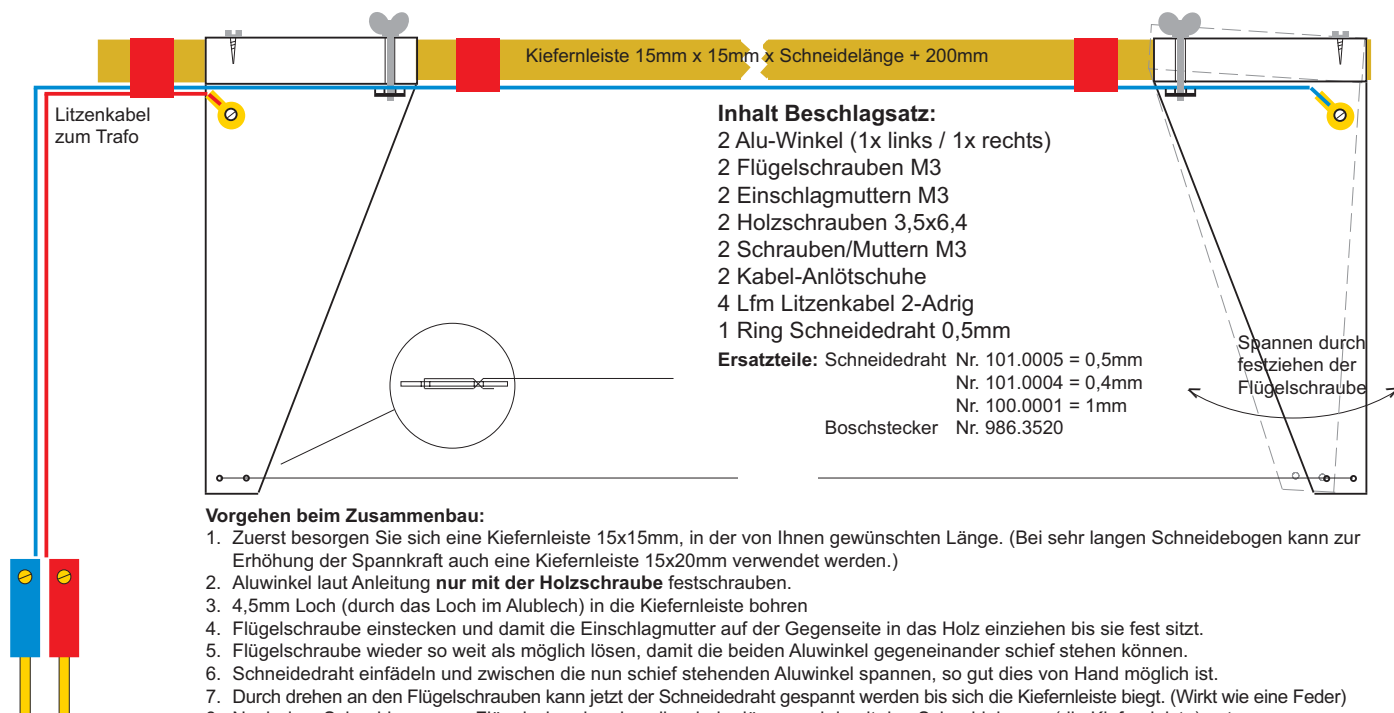 Kiefernleiste 15mm x 15mm x Schneidelänge + 200mm
Litzenkabel
zum Trafo
Inhalt Beschlagsatz:
2 Alu-Winkel (1x links / 1x rechts)
2 Flügelschrauben M3
2 Einschlagmuttern M3
2 Holzschrauben 3,5x6,4
2 Schrauben/Muttern M3
2 Kabel-Anlötschuhe
4 Lfm Litzenkabel 2-Adrig
1 Ring Schneidedraht 0,5mm
Ersatzteile: Schneidedraht Nr. 101.0005 = 0,5mm
Nr. 101.0004 = 0,4mm
Nr. 100.0001 = 1mm
Boschstecker Nr. 986.3520
Spannen durch
festziehen der
Flügelschraube
Vorgehen beim Zusammenbau:
1. Zuerst besorgen Sie sich eine Kiefernleiste 15x15mm, in der von Ihnen gewünschten Länge. (Bei sehr langen Schneidebogen kann zur
Erhöhung der Spannkraft auch eine Kiefernleiste 15x20mm verwendet werden.)
2. Aluwinkel laut Anleitung nur mit der Holzschraube festschrauben.
3. 4,5mm Loch (durch das Loch im Alublech) in die Kiefernleiste bohren
4. Flügelschraube einstecken und damit die Einschlagmutter auf der Gegenseite in das Holz einziehen bis sie fest sitzt.
5. Flügelschraube wieder so weit als möglich lösen, damit die beiden Aluwinkel gegeneinander schief stehen können.
6. Schneidedraht einfädeln und zwischen die nun schief stehenden Aluwinkel spannen, so gut dies von Hand möglich ist.
7. Durch drehen an den Flügelschrauben kann jetzt der Schneidedraht gespannt werden bis sich die Kiefernleiste biegt. (Wirkt wie eine Feder)